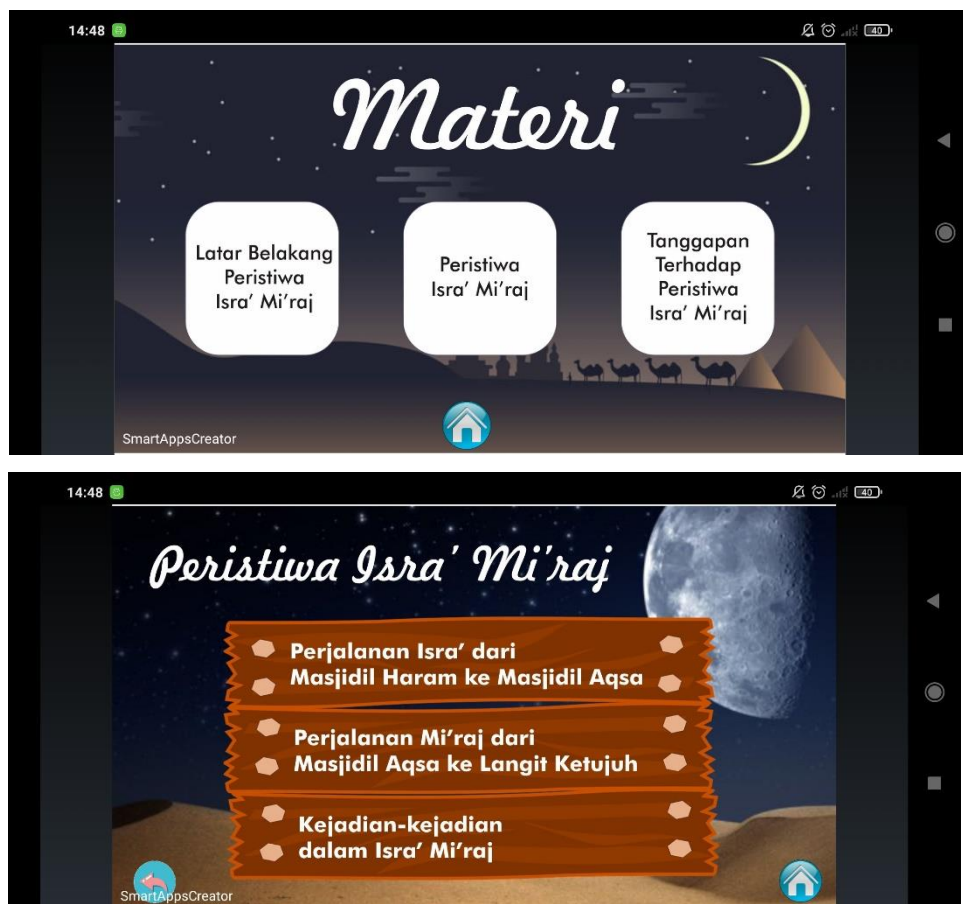 14:48
40
Materi
Latar Belakang
Peristiwa
Isra’ Mi’raj
Peristiwa
Isra’ Mi’raj
Tanggapan
Terhadap
Peristiwa
Isra’ Mi’raj
SmartAppsCreator
14:48
40
Peristiwa Isra’ Mi’raj
Perjalanan Isra’ dari
Masjidil Haram ke Masjidil Aqsa
Perjalanan Mi’raj dari
Masjidil Aqsa ke Langit Ketujuh
Kejadian-kejadian
dalam Isra’ Mi’raj
SmartAppsCreator